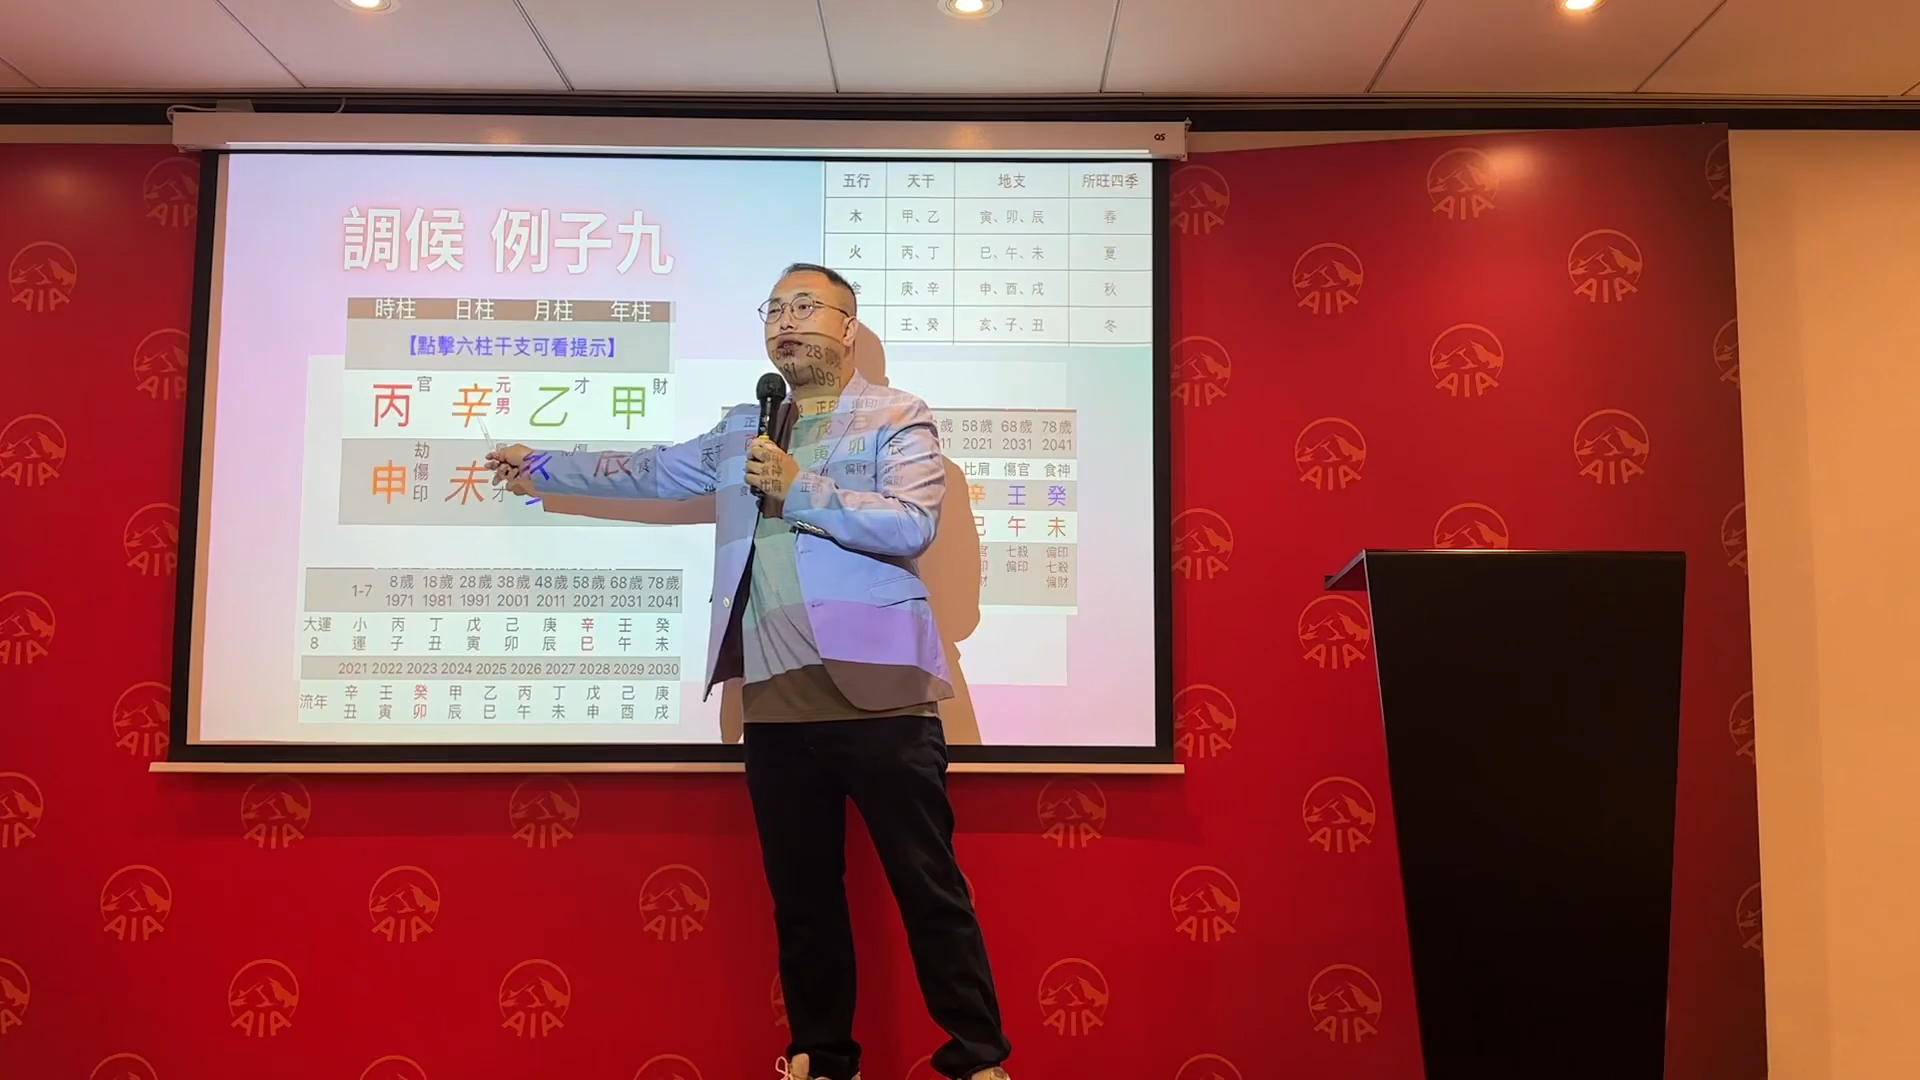 調候 例子九
時柱 日柱 月柱 年柱
【點擊六柱干支可看提示】
丙 官 辛 元男 乙 才 甲 財
申 劫傷印 未 才 辰 食
1-7 8歲 18歲 28歲 38歲 48歲 58歲 68歲 78歲
1971 1981 1991 2001 2011 2021 2031 2041
大運 小 丙 丁 戊 己 庚 辛 壬 癸
8 運 子 丑 寅 卯 辰 巳 午 未
2021 2022 2023 2024 2025 2026 2027 2028 2029 2030
流年 辛 壬 癸 甲 乙 丙 丁 戊 己 庚
丑 寅 卯 辰 巳 午 未 申 酉 戌
五行 天干 地支 所旺四季
木 甲、乙 寅、卯、辰 春
火 丙、丁 巳、午、未 夏
金 庚、辛 申、酉、戌 秋
壬、癸 亥、子、丑 冬
58歲 68歲 78歲
2021 2031 2041
比肩 傷官 食神
辛 壬 癸
巳 午 未
七殺 偏印
偏印 七殺
偏財
AIA